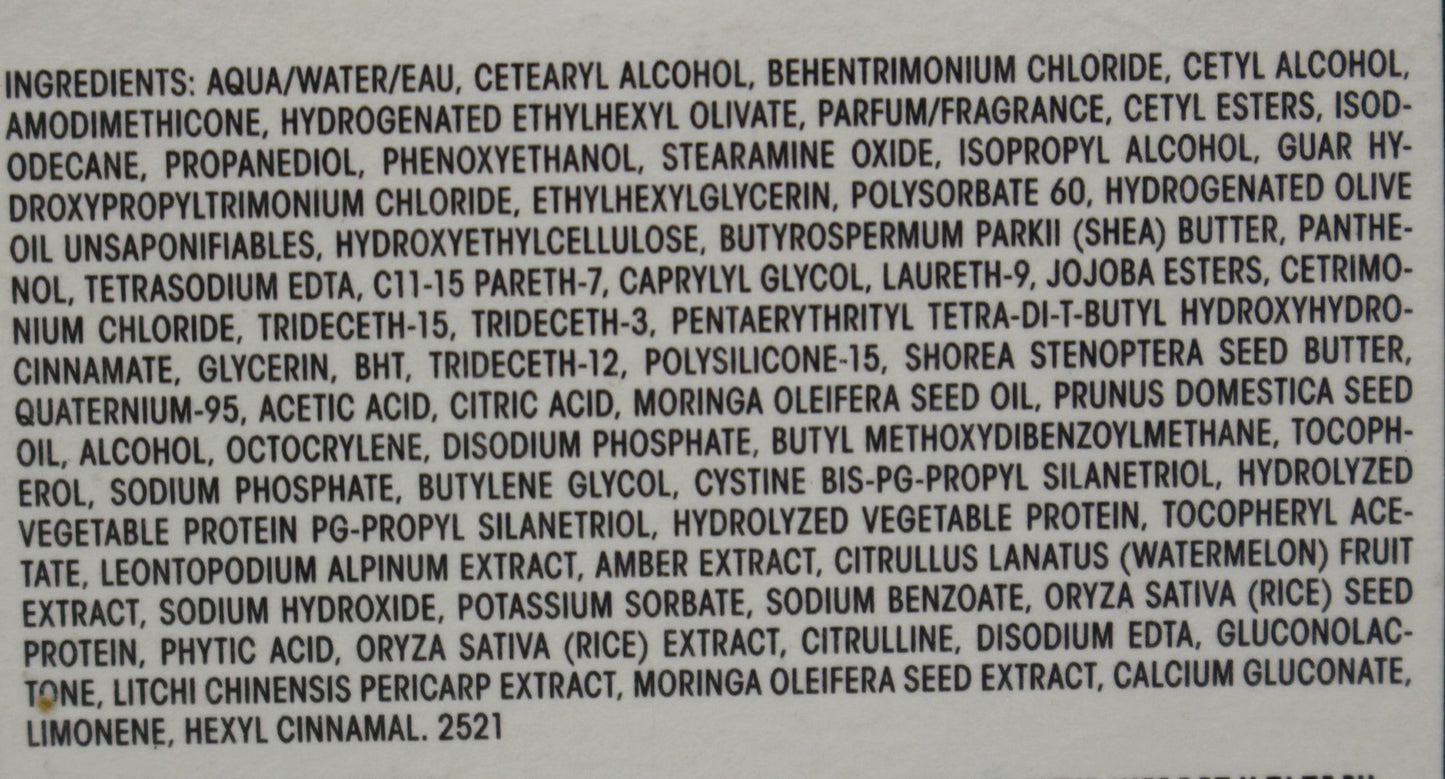 INGREDIENTS: AQUA/WATER/EAU, CETEARYL ALCOHOL, BEHENTRIMONIUM CHLORIDE, CETYL ALCOHOL,
AMODIMETHICONE, HYDROGENATED ETHYLHEXYL OLIVATE, PARFUM/FRAGRANCE, CETYL ESTERS, ISOD-
ODECANE, PROPANEDIOL, PHENOXYETHANOL, STEARAMINE OXIDE, ISOPROPYL ALCOHOL, GUAR HY-
DROXYPROPYLTRIMONIUM CHLORIDE, ETHYLHEXYLGLYCERIN, POLYSORBATE 60, HYDROGENATED OLIVE
OIL UNSAPONIFIABLES, HYDROXYETHYLCELLULOSE, BUTYROSPERMUM PARKII (SHEA) BUTTER, PANTHE-
NOL, TETRASODIUM EDTA, C11-15 PARETH-7, CAPRYLYL GLYCOL, LAURETH-9, JOJOBA ESTERS, CETRIMO-
NIUM CHLORIDE, TRIDECETH-15, TRIDECETH-3, PENTAERYTHRITYL TETRA-DI-T-BUTYL HYDROXYHYDRO-
CINNAMATE, GLYCERIN, BHT, TRIDECETH-12, POLYSILICONE-15, SHOREA STENOPTERA SEED BUTTER,
QUATERNIUM-95, ACETIC ACID, CITRIC ACID, MORINGA OLEIFERA SEED OIL, PRUNUS DOMESTICA SEED
OIL, ALCOHOL, OCTOCRYLENE, DISODIUM PHOSPHATE, BUTYL METHOXYDIBENZOYLMETHANE, TOCOPH-
EROL, SODIUM PHOSPHATE, BUTYLENE GLYCOL, CYSTINE BIS-PG-PROPYL SILANETRIOL, HYDROLYZED
VEGETABLE PROTEIN PG-PROPYL SILANETRIOL, HYDROLYZED VEGETABLE PROTEIN, TOCOPHERYL ACE-
TATE, LEONTOPODIUM ALPINUM EXTRACT, AMBER EXTRACT, CITRULLUS LANATUS (WATERMELON) FRUIT
EXTRACT, SODIUM HYDROXIDE, POTASSIUM SORBATE, SODIUM BENZOATE, ORYZA SATIVA (RICE) SEED
PROTEIN, PHYTIC ACID, ORYZA SATIVA (RICE) EXTRACT, CITRULLINE, DISODIUM EDTA, GLUCONOLAC-
TONE, LITCHI CHINENSIS PERICARP EXTRACT, MORINGA OLEIFERA SEED EXTRACT, CALCIUM GLUCONATE,
LIMONENE, HEXYL CINNAMAL. 2521